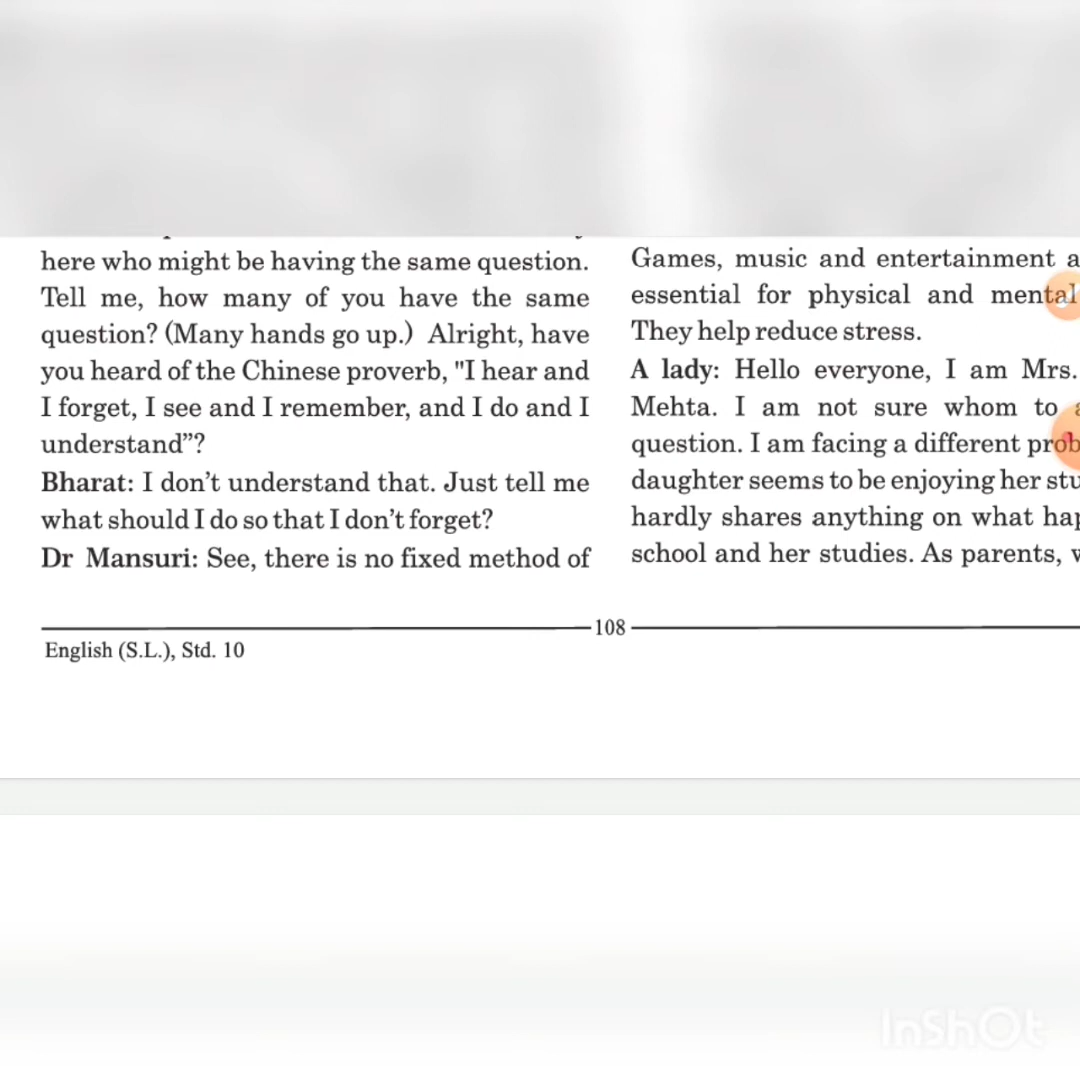 here who might be having the same question.
Tell me, how many of you have the same
question? (Many hands go up.) Alright, have
you heard of the Chinese proverb, "I hear and
I forget, I see and I remember, and I do and I
understand”?
Bharat: I don’t understand that. Just tell me
what should I do so that I don’t forget?
Dr Mansuri: See, there is no fixed method of
Games, music and entertainment
essential for physical and mental
They help reduce stress.
A lady: Hello everyone, I am Mrs.
Mehta. I am not sure whom to
question. I am facing a different
daughter seems to be enjoying her
hardly shares anything on what
school and her studies. As parents,
108
English (S.L.), Std. 10
InShOt